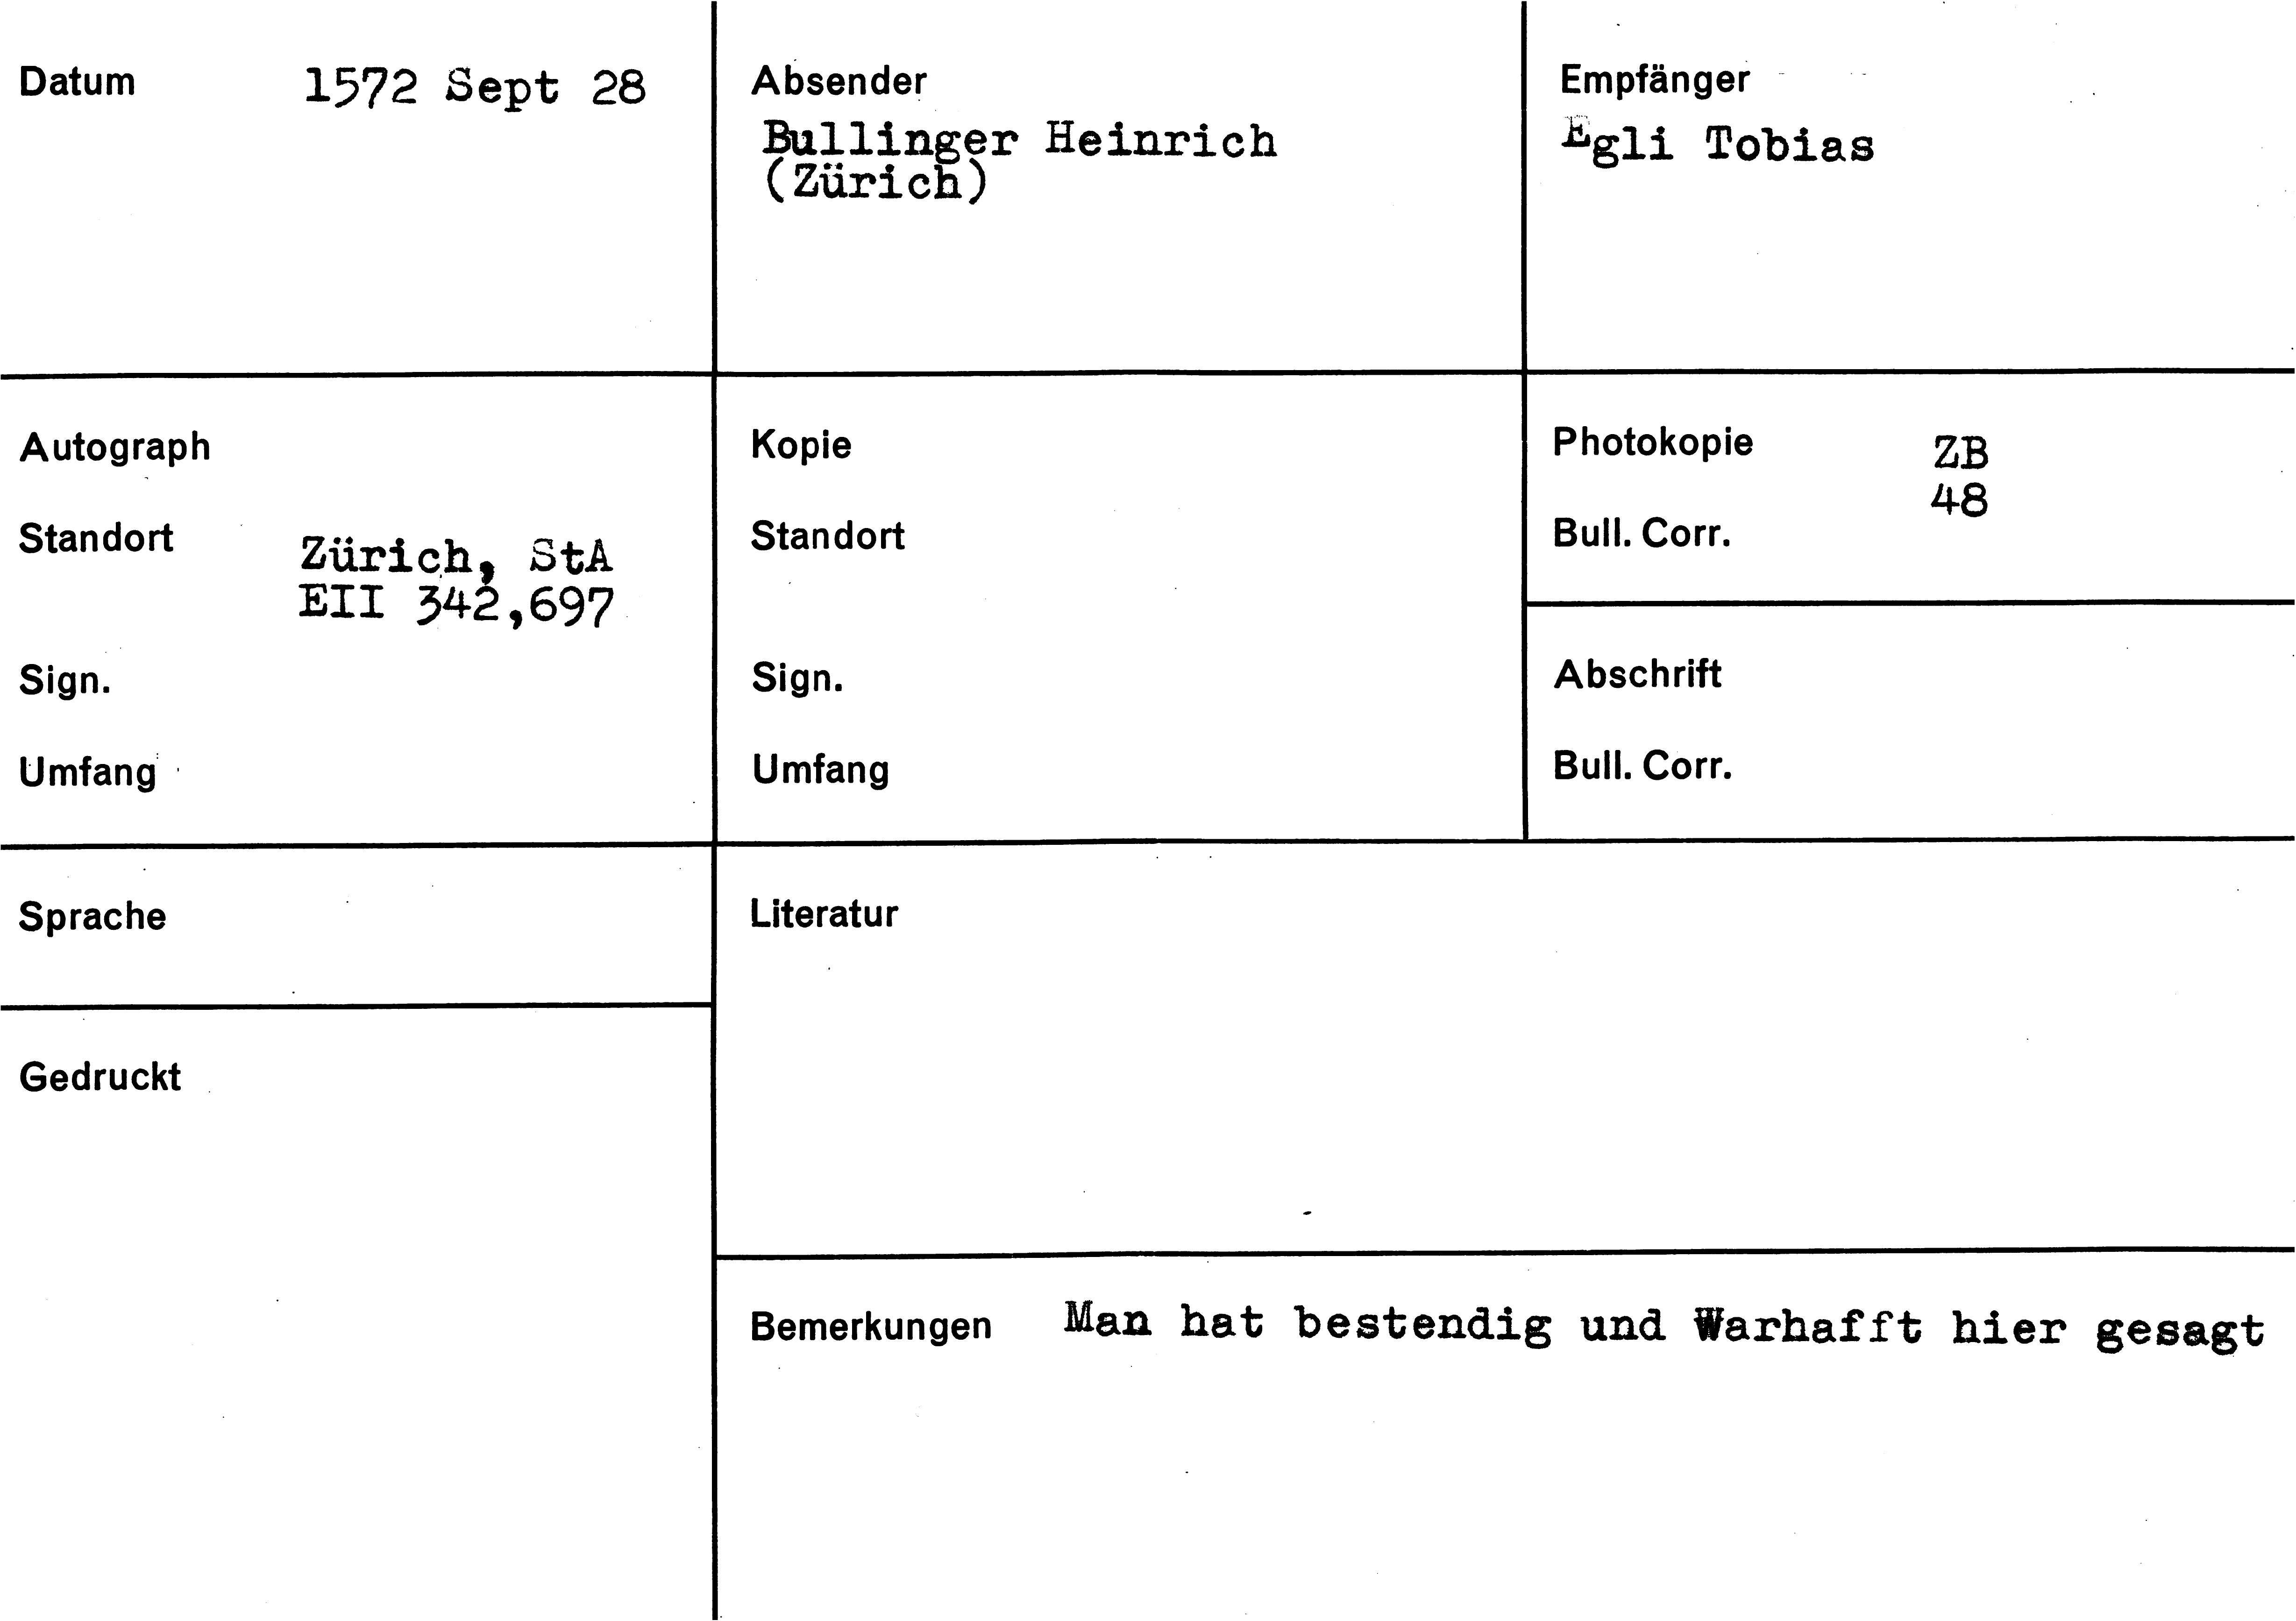 Datum 1572 Sept 28
Absender
Bullinger Heinrich
(Zürich)
Empfänger
Egli Tobias
Autograph
Standort Zürich, StA
EII 342,697
Sign.
Umfang
Kopie
Standort
Sign.
Umfang
Photokopie ZB
48
Bull. Corr.
Abschrift
Bull. Corr.
Sprache
Gedruckt
Literatur
Bemerkungen Man hat bestendig und Warhafft hier gesagt